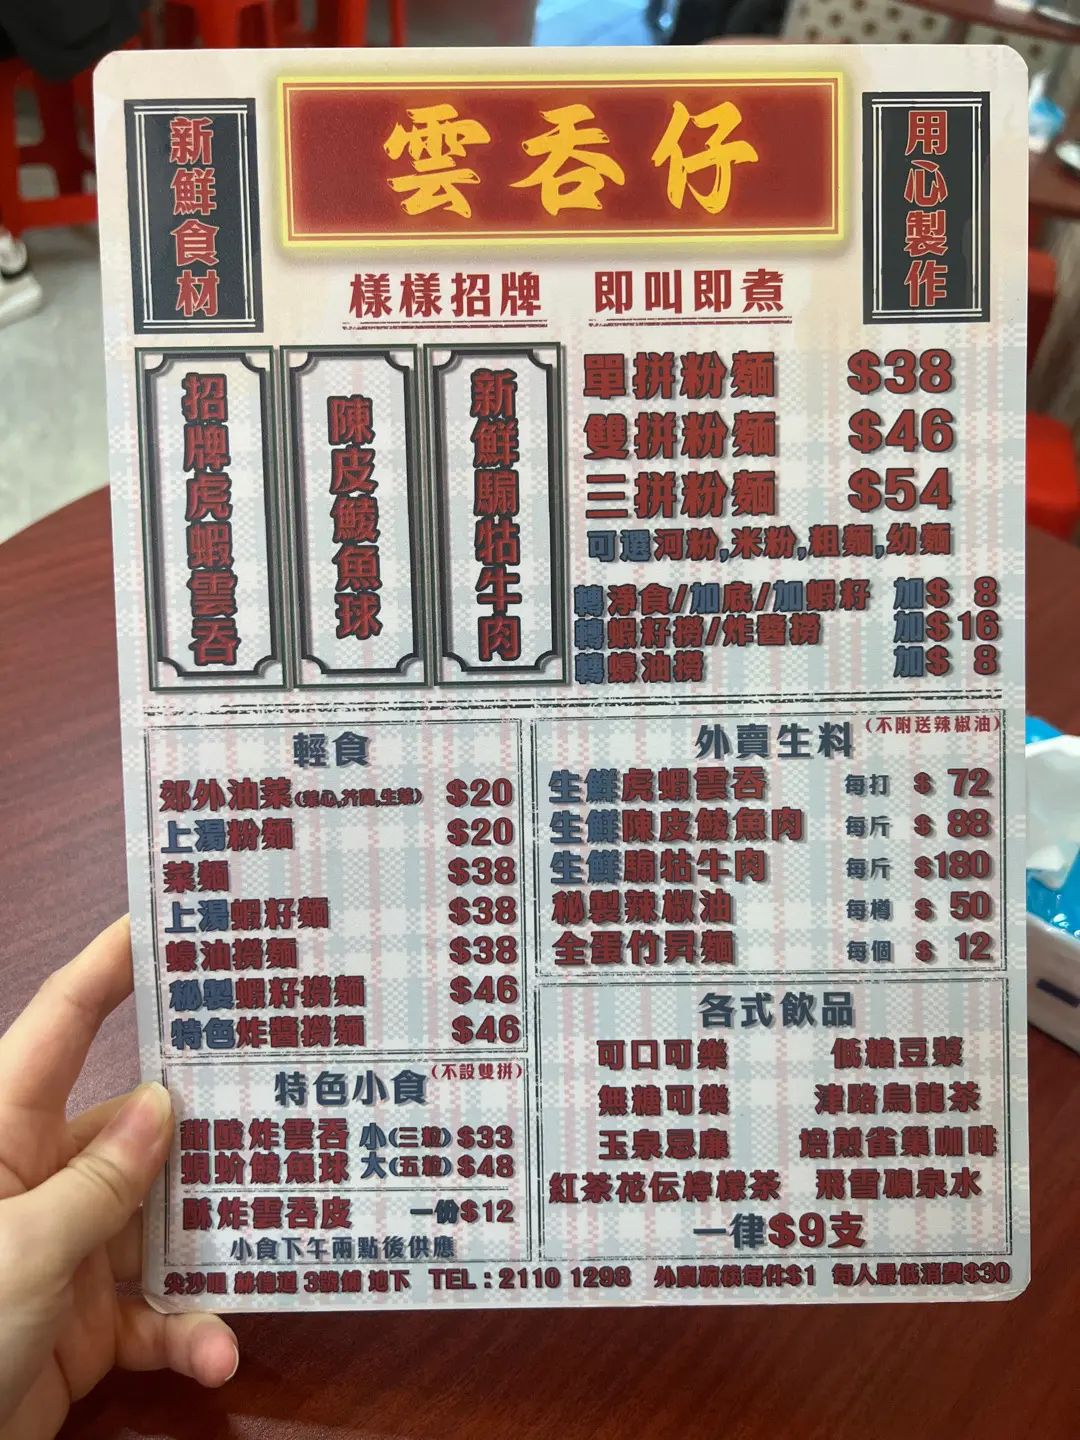 雲吞仔
新鮮食材
用心製作
樣樣招牌 即叫即煮
招牌虎蝦雲吞
陳皮鯪魚球
新鮮騸牯牛肉
單拼粉麵 $38
雙拼粉麵 $46
三拼粉麵 $54
可選河粉,米粉,粗麵,幼麵
轉淨食/加底/加蝦籽 加$ 8
轉蝦籽撈/炸醬撈 加$ 16
轉蠔油撈 加$ 8
輕食
郊外油菜(菜心,芥蘭,生菜) $20
上湯粉麵 $20
菜麵 $38
上湯蝦籽麵 $38
蠔油撈麵 $38
秘製蝦籽撈麵 $46
特色炸醬撈麵 $46
特色小食(不設雙拼)
甜酸炸雲吞 小(三粒) $33
蜆蚧鯪魚球 大(五粒) $48
酥炸雲吞皮 一份$12
小食下午兩點後供應
外賣生料(不附送辣椒油)
生鮮虎蝦雲吞 每打 $ 72
生鮮陳皮鯪魚肉 每斤 $ 88
生鮮騸牯牛肉 每斤 $180
秘製辣椒油 每樽 $ 50
全蛋竹昇麵 每個 $ 12
各式飲品
可口可樂 低糖豆漿
無糖可樂 津路烏龍茶
玉泉忌廉 培煎雀巢咖啡
紅茶花伝檸檬茶 飛雪礦泉水
一律$9支
尖沙咀 赫德道 3號舖 地下 TEL：2110 1298 外賣碗筷每件$1 每人最低消費$30